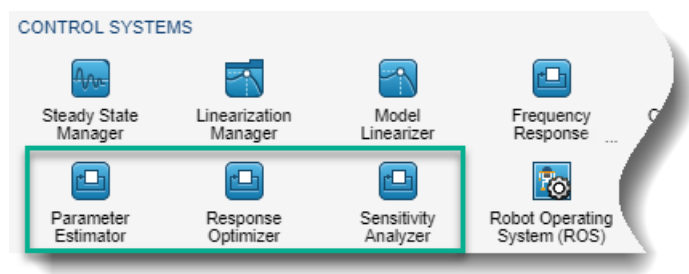 CONTROL SYSTEMS
Steady State
Manager
Linearization
Manager
Model
Linearizer
Frequency
Response ...
Parameter
Estimator
Response
Optimizer
Sensitivity
Analyzer
Robot Operating
System (ROS)